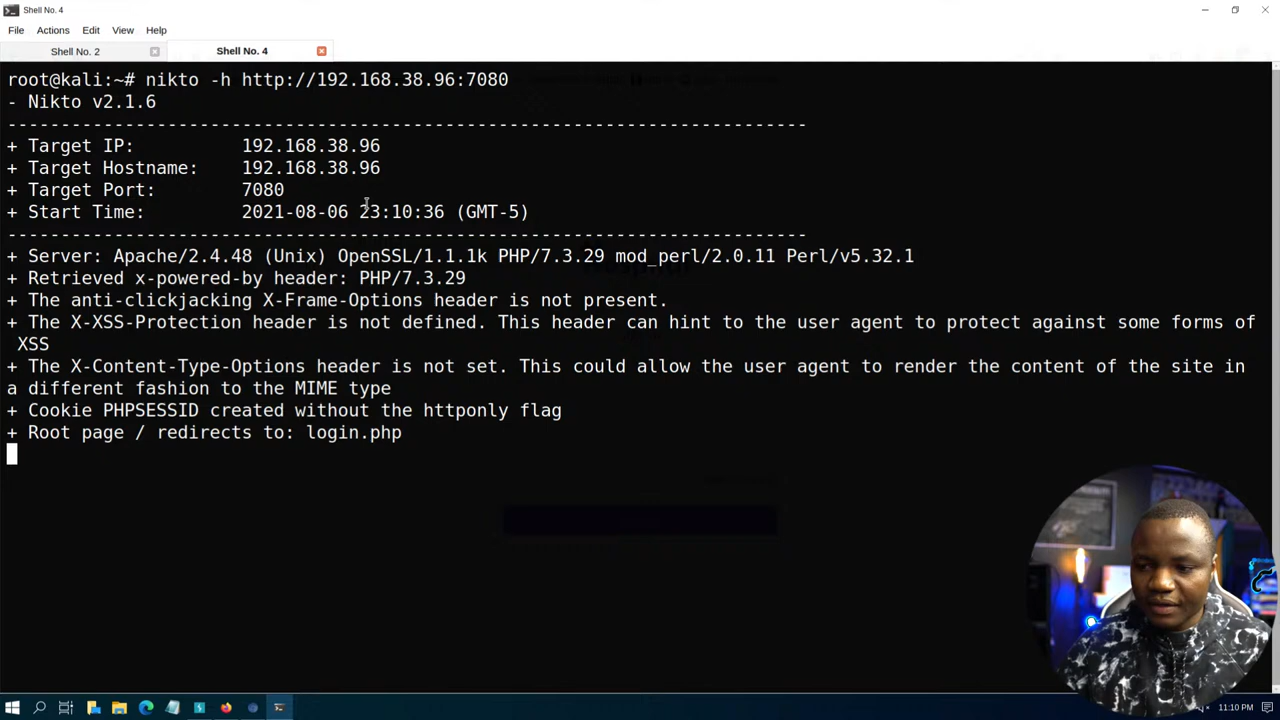 Shell No. 4
File Actions Edit View Help
Shell No. 2
Shell No. 4
root@kali:~# nikto -h http://192.168.38.96:7080
- Nikto v2.1.6
---------------------------------------------------------------------------
+ Target IP:          192.168.38.96
+ Target Hostname:    192.168.38.96
+ Target Port:        7080
+ Start Time:         2021-08-06 23:10:36 (GMT-5)
---------------------------------------------------------------------------
+ Server: Apache/2.4.48 (Unix) OpenSSL/1.1.1k PHP/7.3.29 mod_perl/2.0.11 Perl/v5.32.1
+ Retrieved x-powered-by header: PHP/7.3.29
+ The anti-clickjacking X-Frame-Options header is not present.
+ The X-XSS-Protection header is not defined. This header can hint to the user agent to protect against some forms of
XSS
+ The X-Content-Type-Options header is not set. This could allow the user agent to render the content of the site in
a different fashion to the MIME type
+ Cookie PHPSESSID created without the httponly flag
+ Root page / redirects to: login.php
11:10 PM